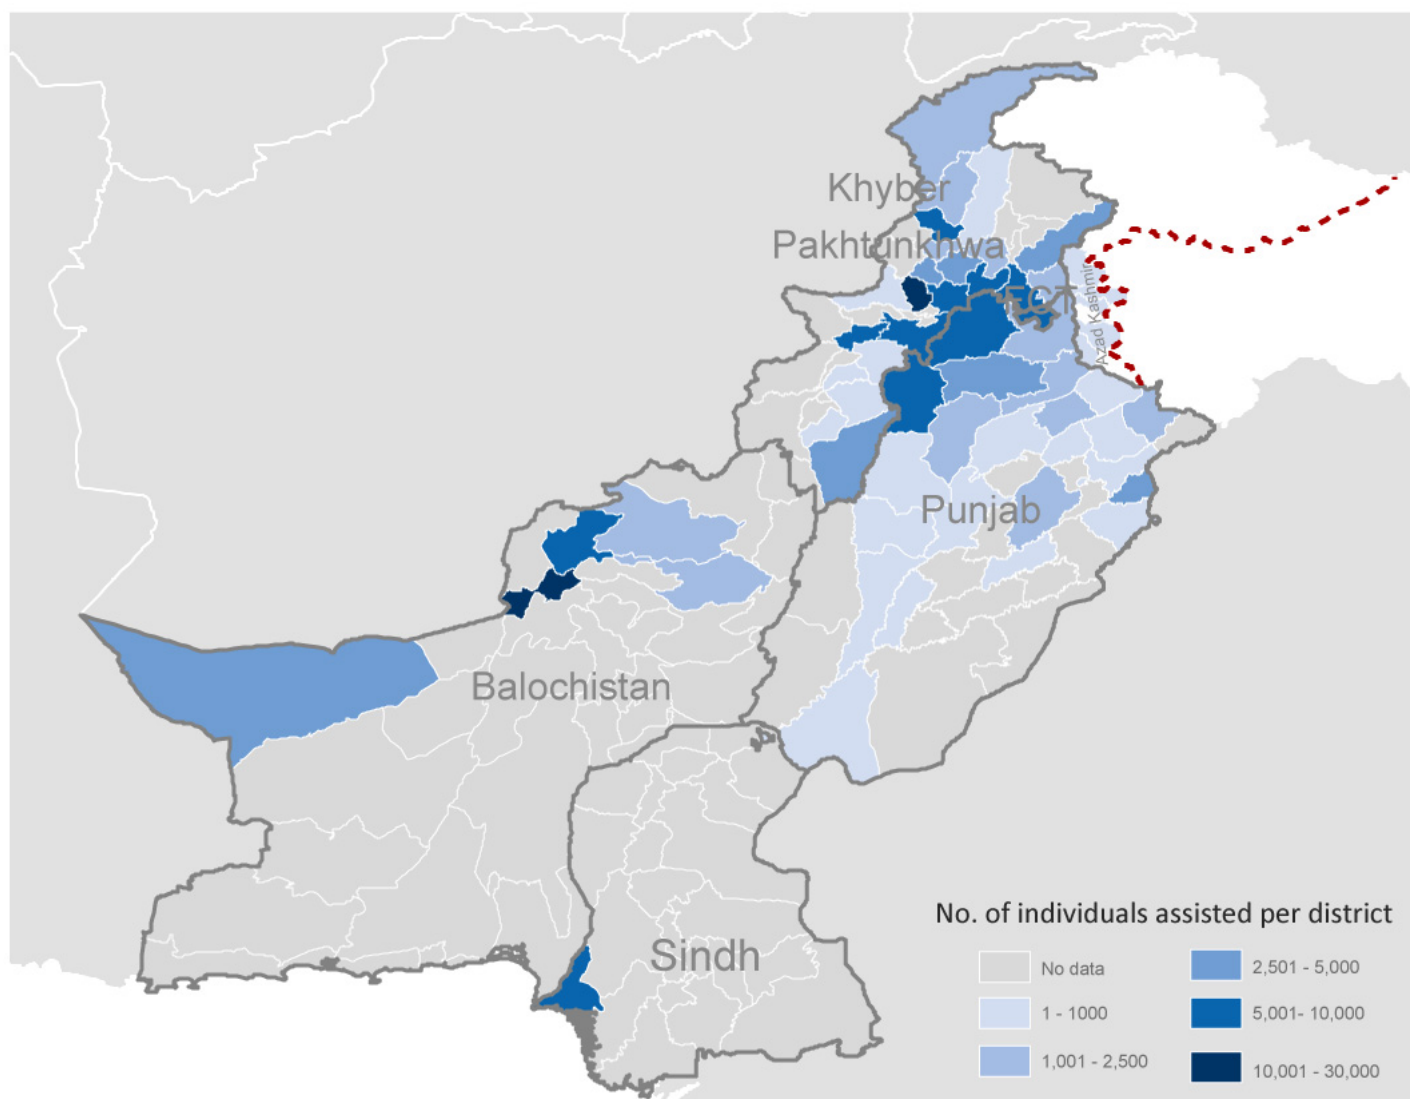 Khyber
Pakhtunkhwa
FCT
Azad Kashmir
Punjab
Balochistan
Sindh
No. of individuals assisted per district
No data
1 - 1000
1,001 - 2,500
2,501 - 5,000
5,001- 10,000
10,001 - 30,000